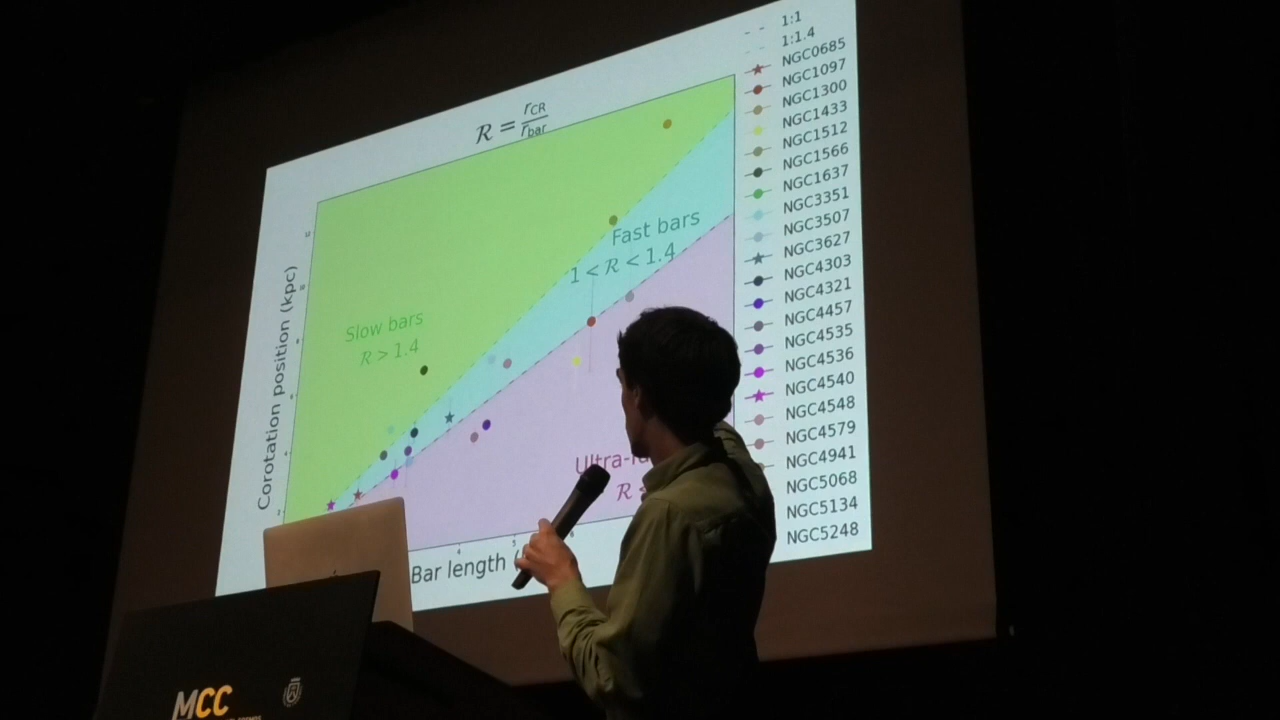 R = rCR / rbar
1:1
1:1.4
NGC0685
NGC1097
NGC1300
NGC1433
NGC1512
NGC1566
NGC1637
NGC3351
NGC3507
NGC3627
NGC4303
NGC4321
NGC4457
NGC4535
NGC4536
NGC4540
NGC4548
NGC4579
NGC4941
NGC5068
NGC5134
NGC5248
Fast bars
1 < R < 1.4
Slow bars
R > 1.4
Corotation position (kpc)
Bar length
MCC